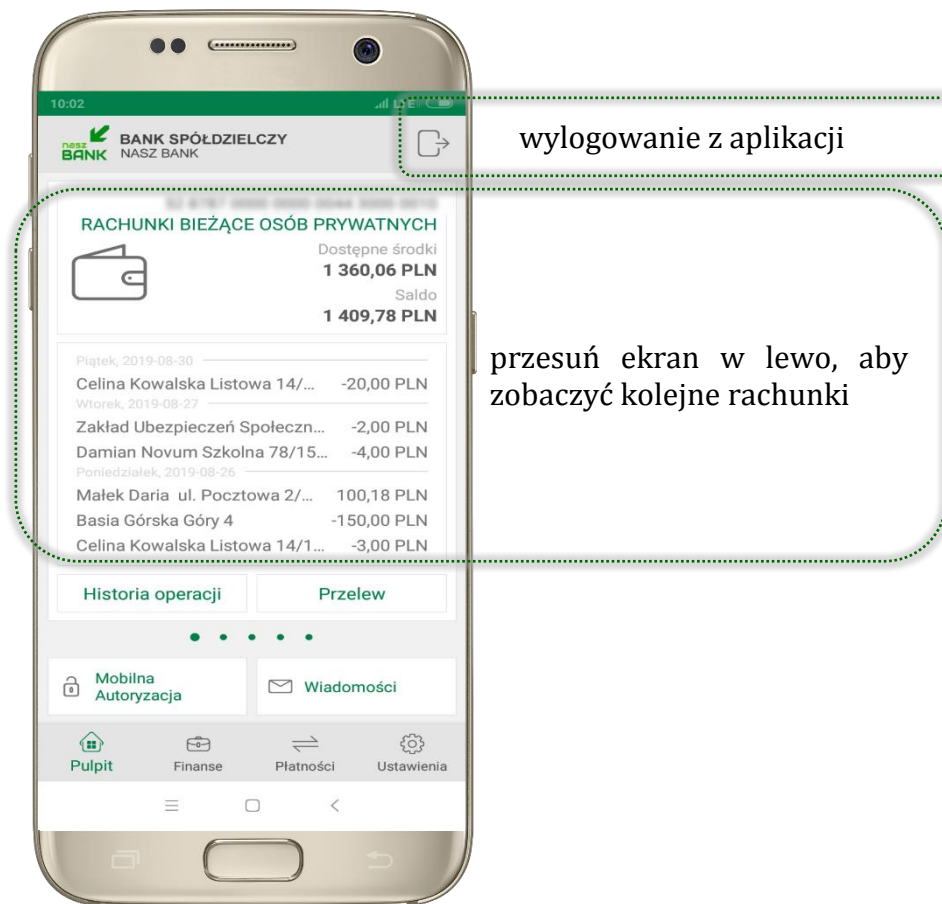 10:02
LTE
nasz
BANK
BANK SPÓŁDZIELCZY
NASZ BANK
wylogowanie z aplikacji
RACHUNKI BIEŻĄCE OSÓB PRYWATNYCH
Dostępne środki
1 360,06 PLN
Saldo
1 409,78 PLN
przesuń ekran w lewo, aby
zobaczyć kolejne rachunki
Piątek, 2019-08-30
Celina Kowalska Listowa 14/... -20,00 PLN
Wtorek, 2019-08-27
Zakład Ubezpieczeń Społeczn... -2,00 PLN
Damian Novum Szkolna 78/15... -4,00 PLN
Poniedziałek, 2019-08-26
Małek Daria ul. Pocztowa 2/... 100,18 PLN
Basia Górska Góry 4 -150,00 PLN
Celina Kowalska Listowa 14/1... -3,00 PLN
Historia operacji Przelew
Mobilna
Autoryzacja
Wiadomości
Pulpit Finanse Płatności Ustawienia